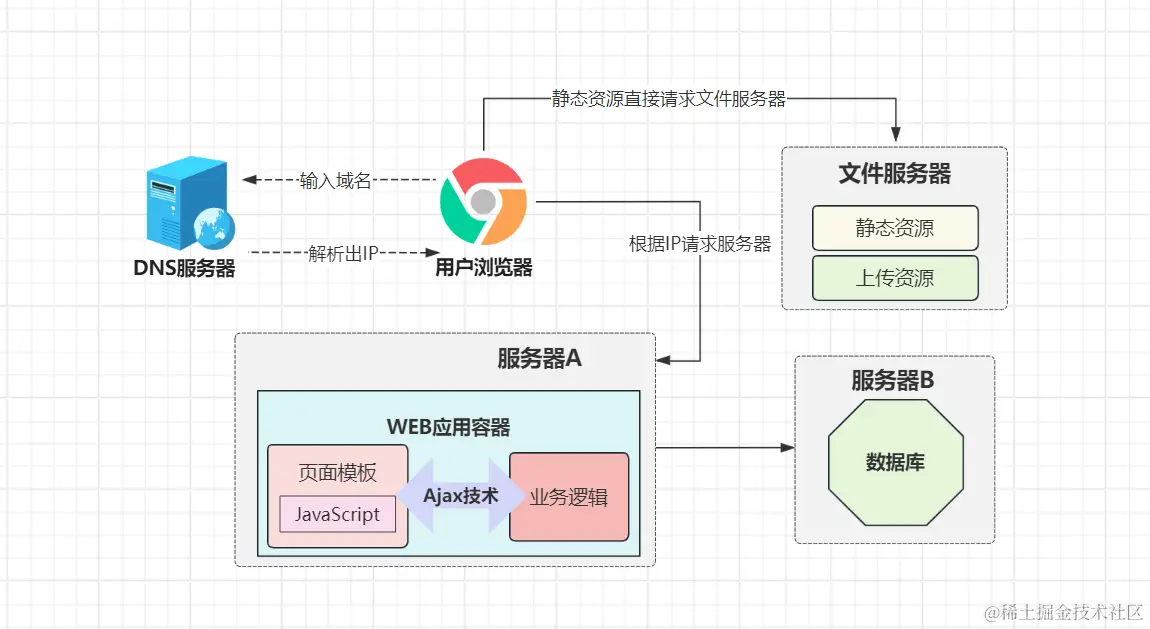 静态资源直接请求文件服务器
文件服务器
静态资源
上传资源
输入域名
解析出IP
DNS服务器
用户浏览器
根据IP请求服务器
服务器A
WEB应用容器
页面模板
JavaScript
Ajax技术
业务逻辑
服务器B
数据库
@稀土掘金技术社区